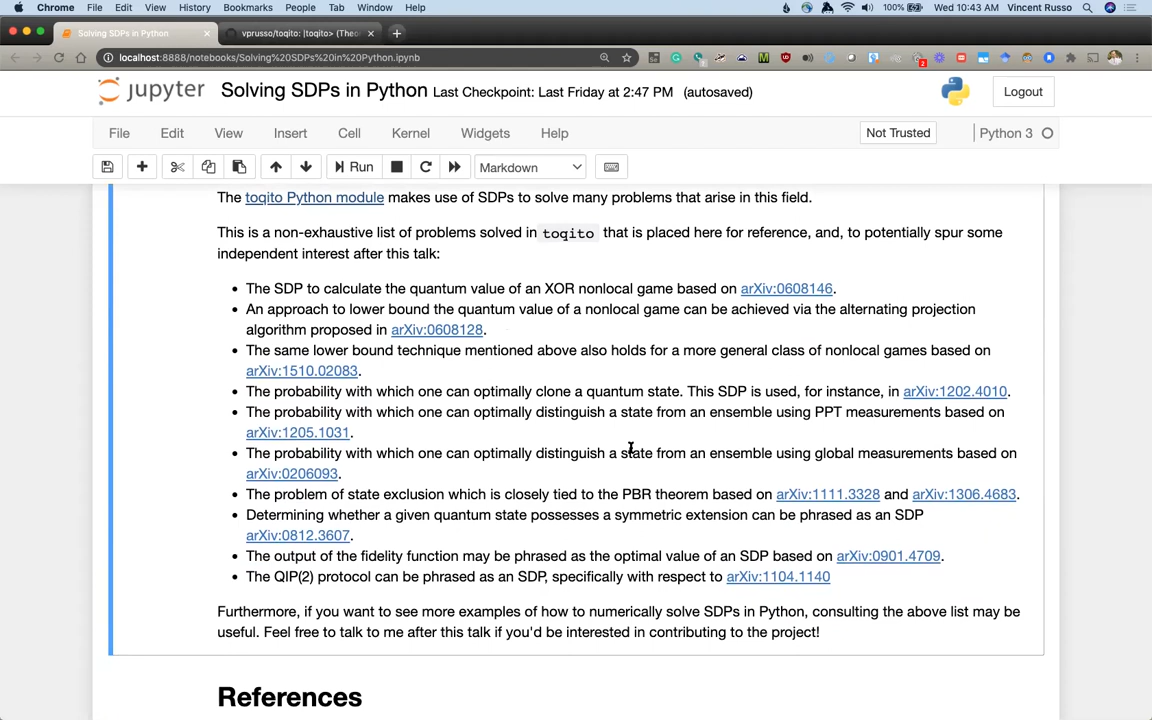 Chrome File Edit View History Bookmarks People Tab Window Help 100% Wed 10:43 AM Vincent Russo
Solving SDPs in Python vprusso/toqito: |toqito> (Theo
localhost:8888/notebooks/Solving%20SDPs%20in%20Python.ipynb
jupyter Solving SDPs in Python Last Checkpoint: Last Friday at 2:47 PM (autosaved) Logout
File Edit View Insert Cell Kernel Widgets Help Not Trusted Python 3
Run Markdown
The toqito Python module makes use of SDPs to solve many problems that arise in this field.
This is a non-exhaustive list of problems solved in toqito that is placed here for reference, and, to potentially spur some
independent interest after this talk:
• The SDP to calculate the quantum value of an XOR nonlocal game based on arXiv:0608146.
• An approach to lower bound the quantum value of a nonlocal game can be achieved via the alternating projection
algorithm proposed in arXiv:0608128.
• The same lower bound technique mentioned above also holds for a more general class of nonlocal games based on
arXiv:1510.02083.
• The probability with which one can optimally clone a quantum state. This SDP is used, for instance, in arXiv:1202.4010.
• The probability with which one can optimally distinguish a state from an ensemble using PPT measurements based on
arXiv:1205.1031.
• The probability with which one can optimally distinguish a state from an ensemble using global measurements based on
arXiv:0206093.
• The problem of state exclusion which is closely tied to the PBR theorem based on arXiv:1111.3328 and arXiv:1306.4683.
• Determining whether a given quantum state possesses a symmetric extension can be phrased as an SDP
arXiv:0812.3607.
• The output of the fidelity function may be phrased as the optimal value of an SDP based on arXiv:0901.4709.
• The QIP(2) protocol can be phrased as an SDP, specifically with respect to arXiv:1104.1140
Furthermore, if you want to see more examples of how to numerically solve SDPs in Python, consulting the above list may be
useful. Feel free to talk to me after this talk if you'd be interested in contributing to the project!
References